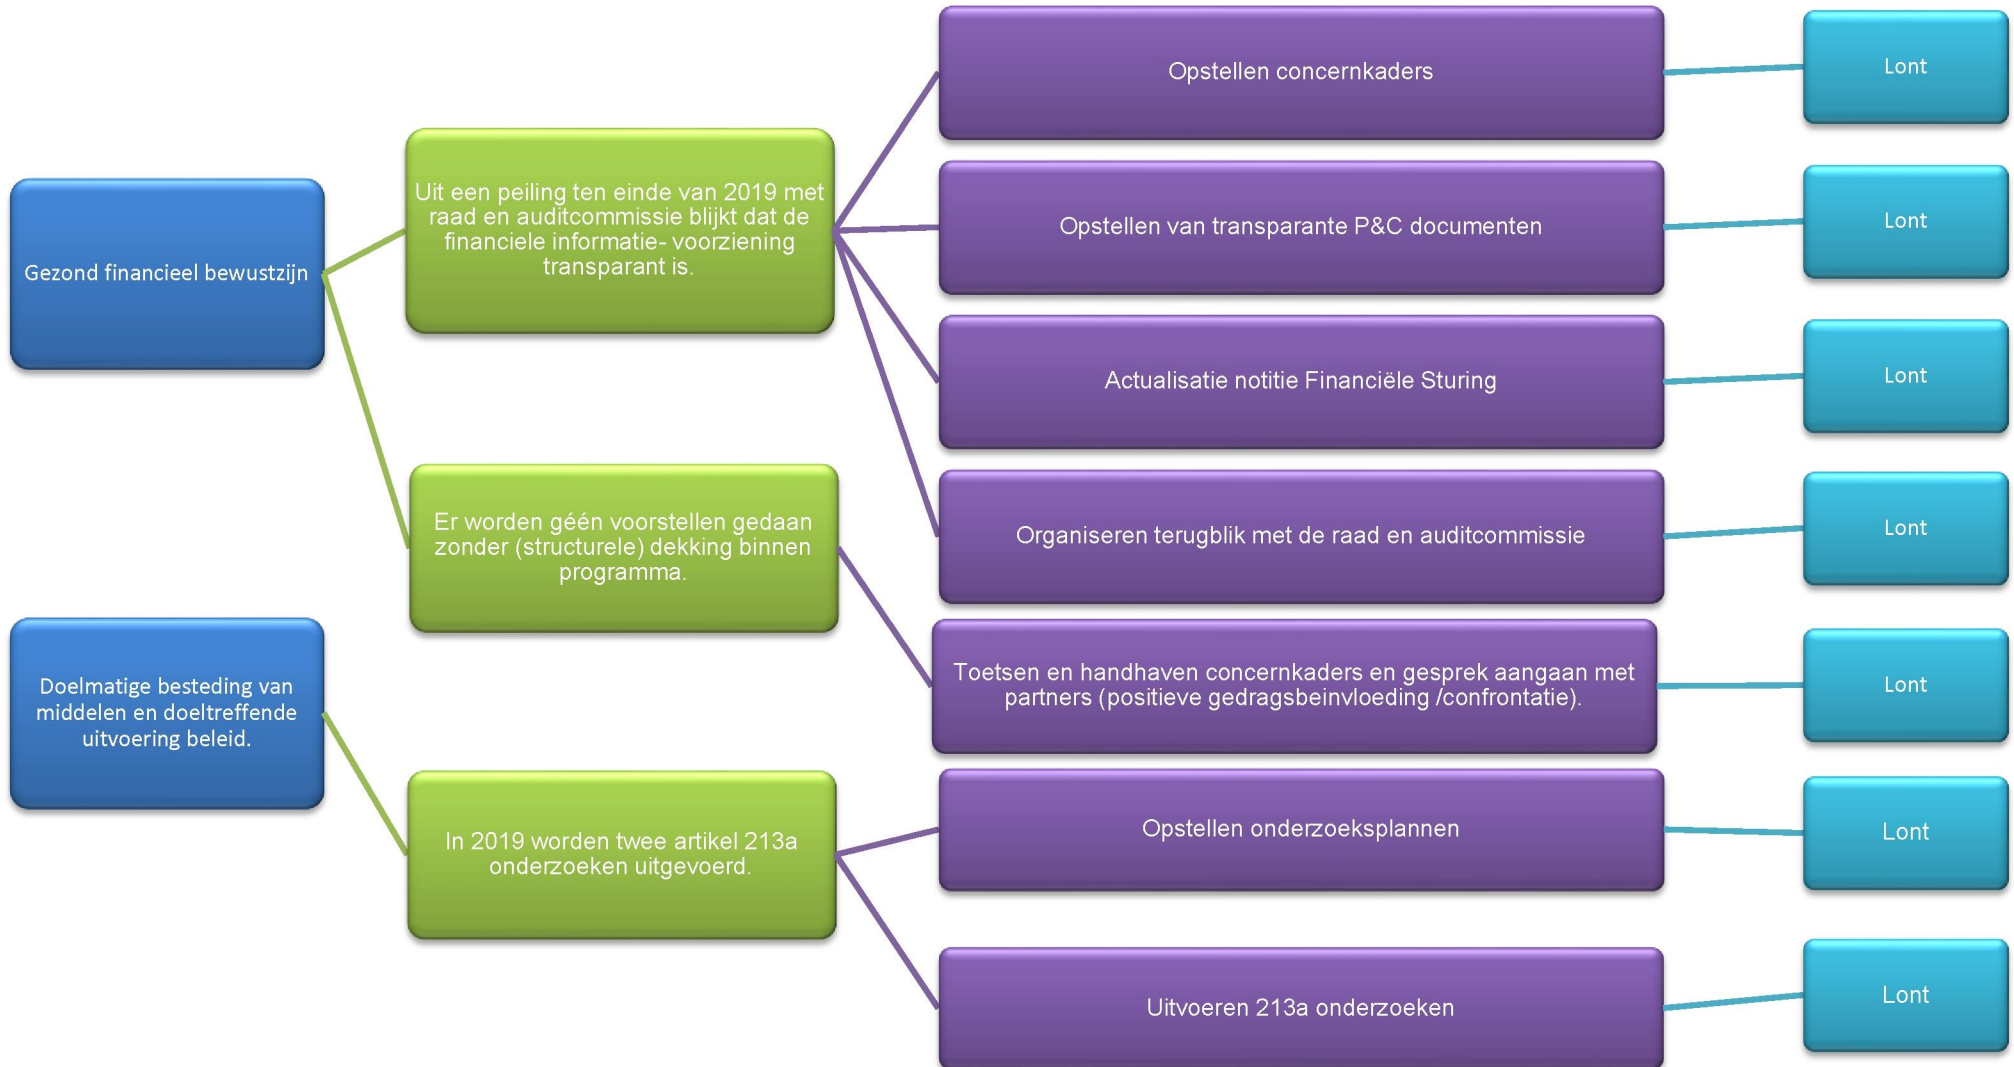 Gezond financieel bewustzijn
Uit een peiling ten einde van 2019 met
raad en auditcommissie blijkt dat de
financiele informatie- voorziening
transparant is.
Opstellen concernkaders
Lont
Opstellen van transparante P&C documenten
Lont
Actualisatie notitie Financiële Sturing
Lont
Organiseren terugblik met de raad en auditcommissie
Lont
Er worden géén voorstellen gedaan
zonder (structurele) dekking binnen
programma.
Toetsen en handhaven concernkaders en gesprek aangaan met
partners (positieve gedragsbeinvloeding /confrontatie).
Lont
Doelmatige besteding van
middelen en doeltreffende
uitvoering beleid.
In 2019 worden twee artikel 213a
onderzoeken uitgevoerd.
Opstellen onderzoeksplannen
Lont
Uitvoeren 213a onderzoeken
Lont